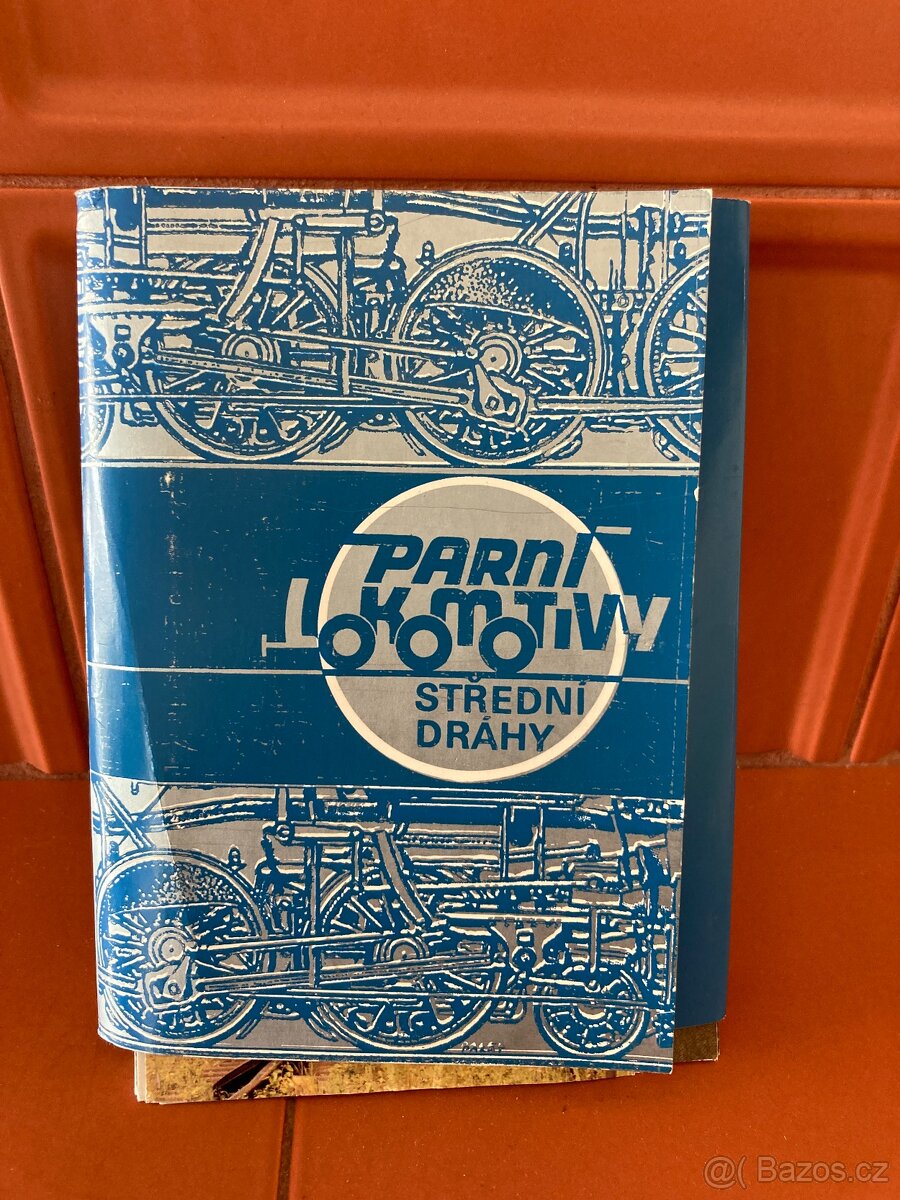 PARNÍ
LOKOMOTIVY
STŘEDNÍ
DRÁHY
@( Bazos.cz